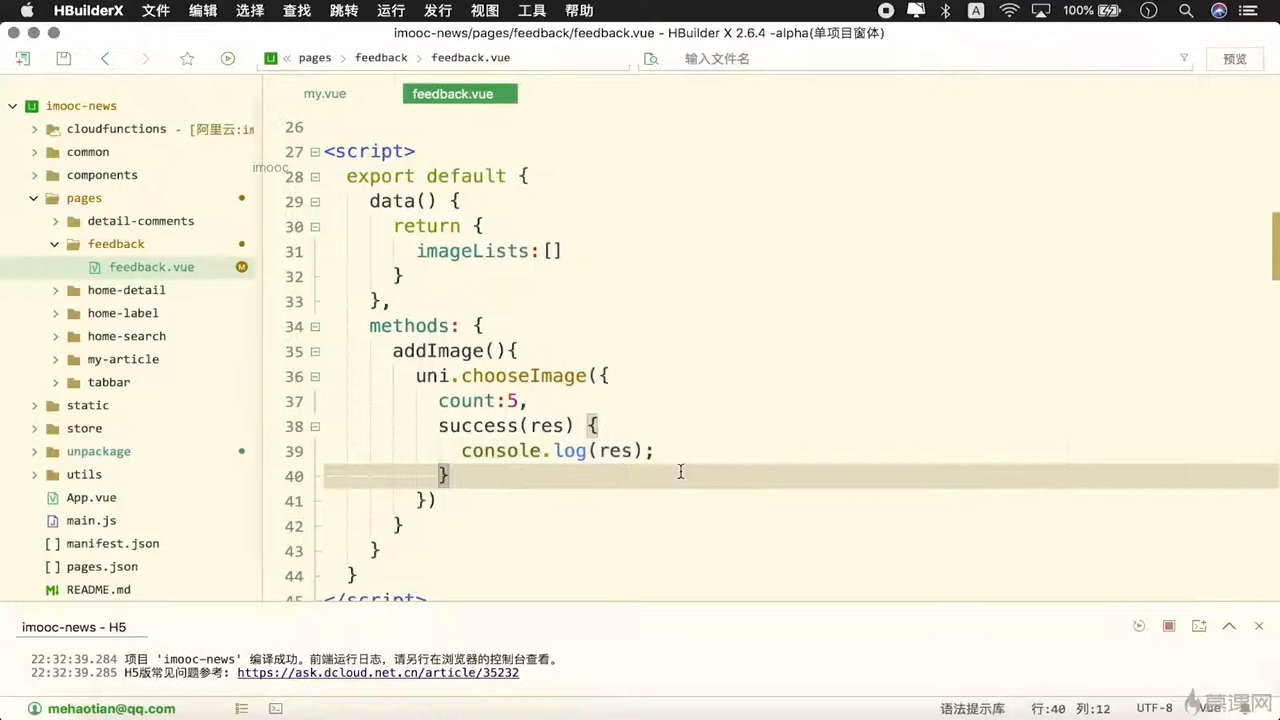 HBuilderX 文件 编辑 选择 查找 跳转 运行 发行 视图 工具 帮助 A 100%
imooc-news/pages/feedback/feedback.vue - HBuilder X 2.6.4 -alpha(单项目窗体)
U « pages › feedback › feedback.vue 输入文件名 预览
my.vue feedback.vue
imooc-news
cloudfunctions - [阿里云:im
common
components
pages
detail-comments
feedback
feedback.vue M
home-detail
home-label
home-search
my-article
tabbar
static
store
unpackage
utils
App.vue
main.js
[ ] manifest.json
[ ] pages.json
M↓ README.md
imooc
26
27 <script>
28 export default {
29 data() {
30 return {
31 imageLists:[]
32 }
33 },
34 methods: {
35 addImage(){
36 uni.chooseImage({
37 count:5,
38 success(res) {
39 console.log(res);
40 }
41 })
42 }
43 }
44 }
45 </script>
imooc-news - H5
22:32:39.284 项目 'imooc-news' 编译成功。前端运行日志，请另行在浏览器的控制台查看。
22:32:39.285 H5版常见问题参考: https://ask.dcloud.net.cn/article/35232
mehaotian@qq.com 语法提示库 行:40 列:12 UTF-8
慕课网